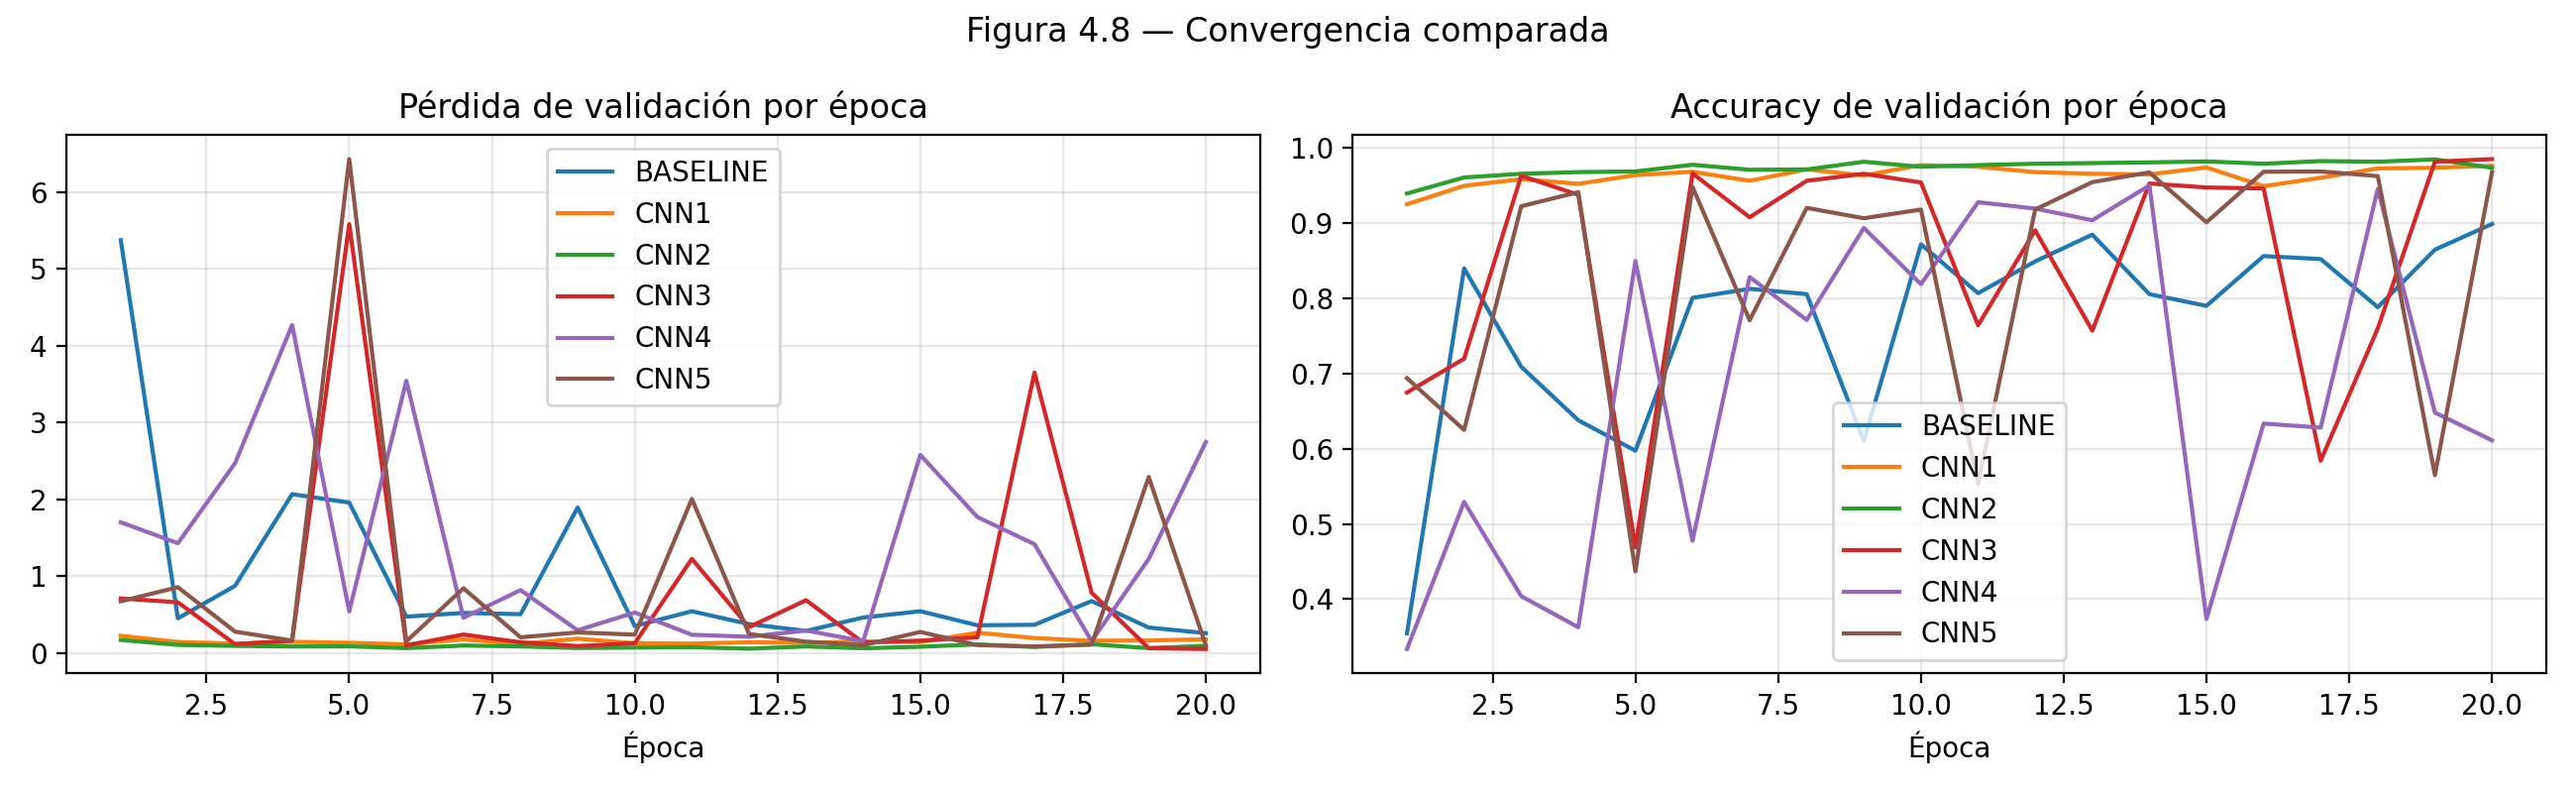 Figura 4.8 — Convergencia comparada
Pérdida de validación por época
6
5
4
3
2
1
0
2.5 5.0 7.5 10.0 12.5 15.0 17.5 20.0
Época
BASELINE
CNN1
CNN2
CNN3
CNN4
CNN5
Accuracy de validación por época
1.0
0.9
0.8
0.7
0.6
0.5
0.4
2.5 5.0 7.5 10.0 12.5 15.0 17.5 20.0
Época
BASELINE
CNN1
CNN2
CNN3
CNN4
CNN5